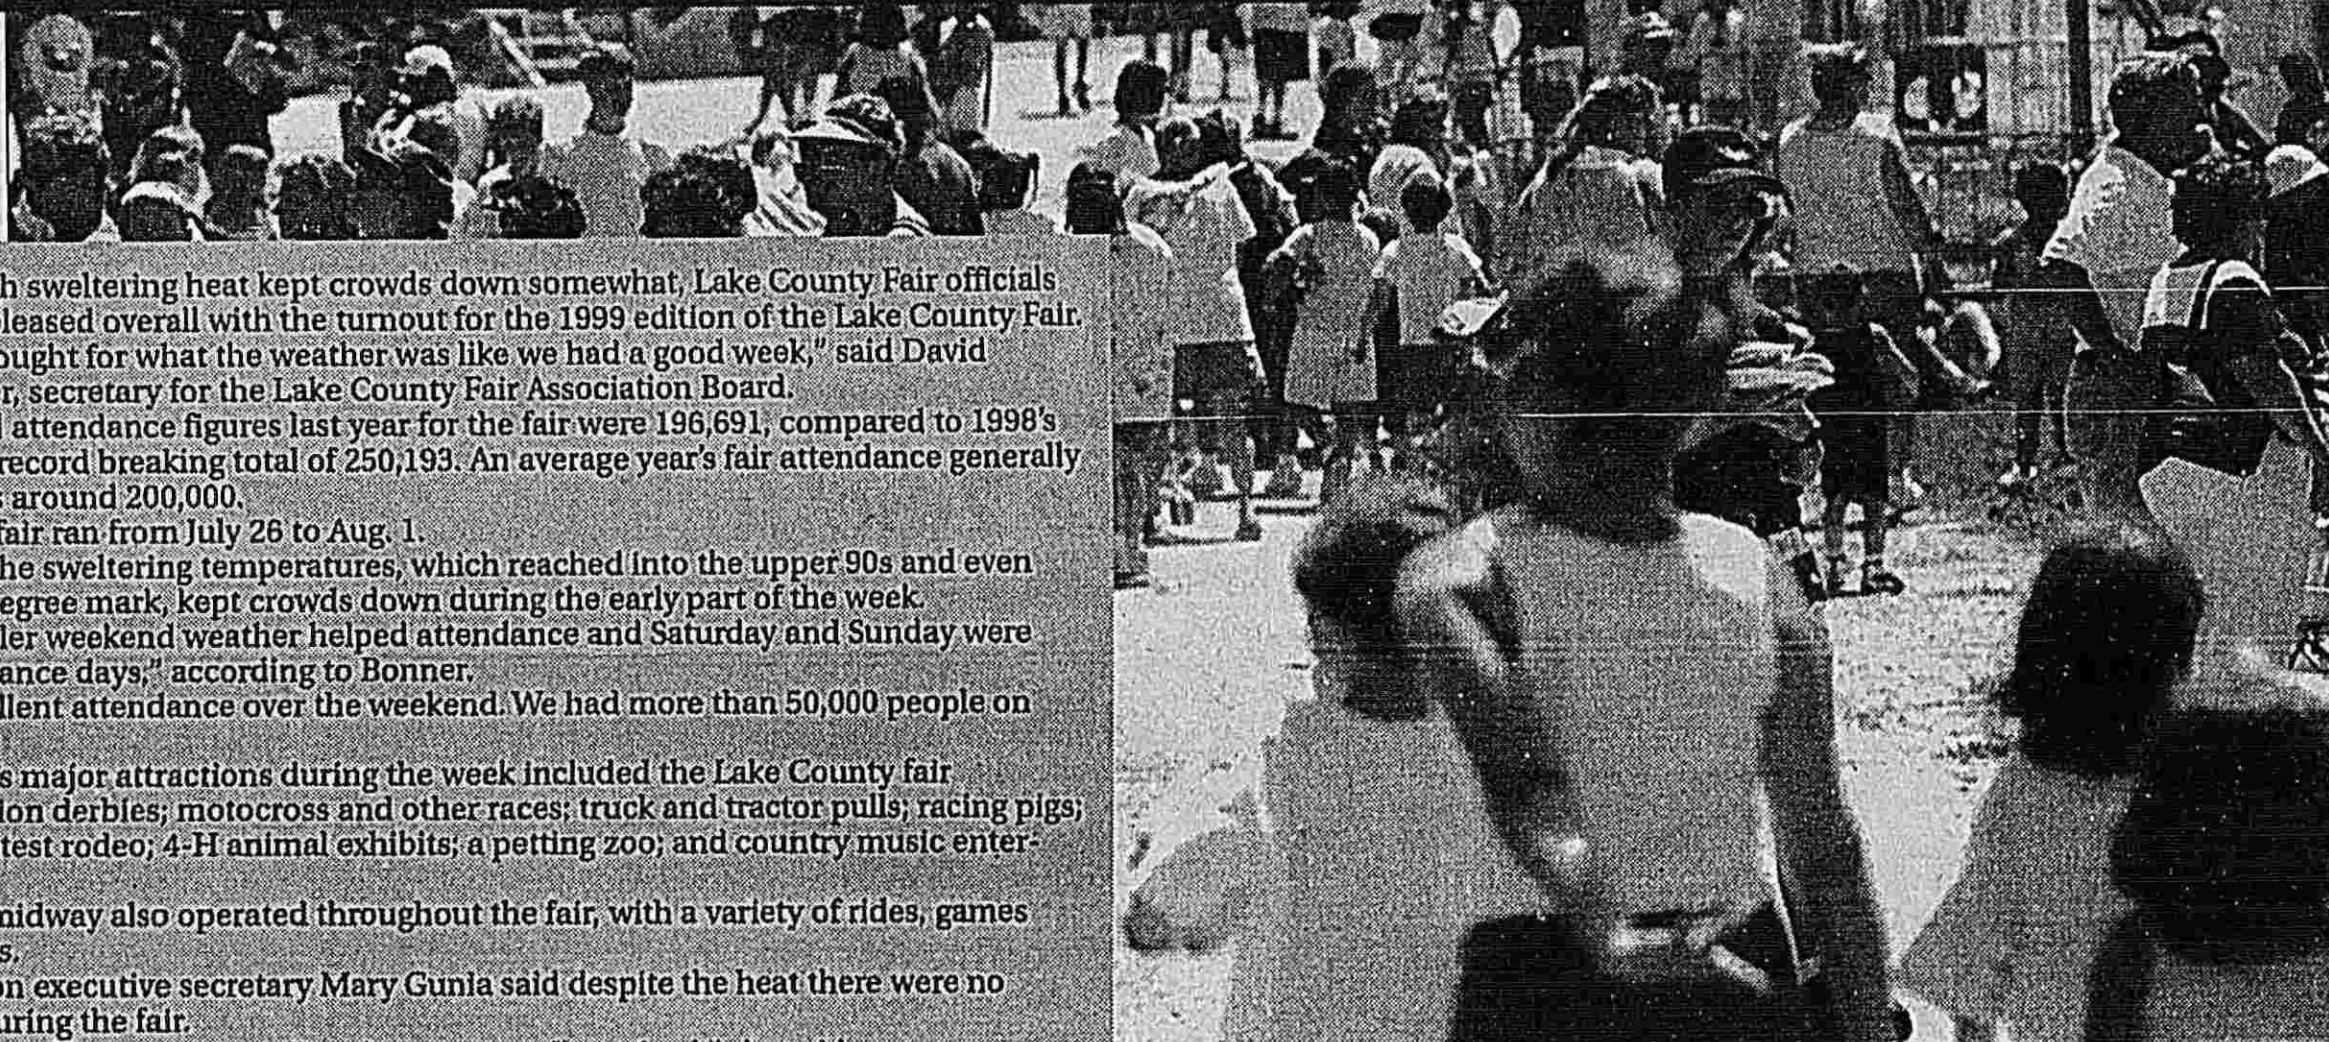 h sweltering heat kept crowds down somewhat, Lake County Fair officials
leased overall with the turnout for the 1999 edition of the Lake County Fair.
ought for what the weather was like we had a good week," said David
r, secretary for the Lake County Fair Association Board.
attendance figures last year for the fair were 196,691, compared to 1998's
record breaking total of 250,193. An average year's fair attendance generally
s around 200,000.
fair ran from July 26 to Aug. 1.
he sweltering temperatures, which reached into the upper 90s and even
egree mark, kept crowds down during the early part of the week.
ler weekend weather helped attendance and Saturday and Sunday were
ance days," according to Bonner.
llent attendance over the weekend. We had more than 50,000 people on
s major attractions during the week included the Lake County fair
ion derbies; motocross and other races; truck and tractor pulls; racing pigs;
test rodeo; 4-H animal exhibits; a petting zoo; and country music enter-
midway also operated throughout the fair, with a variety of rides, games
s.
on executive secretary Mary Gunia said despite the heat there were no
uring the fair.